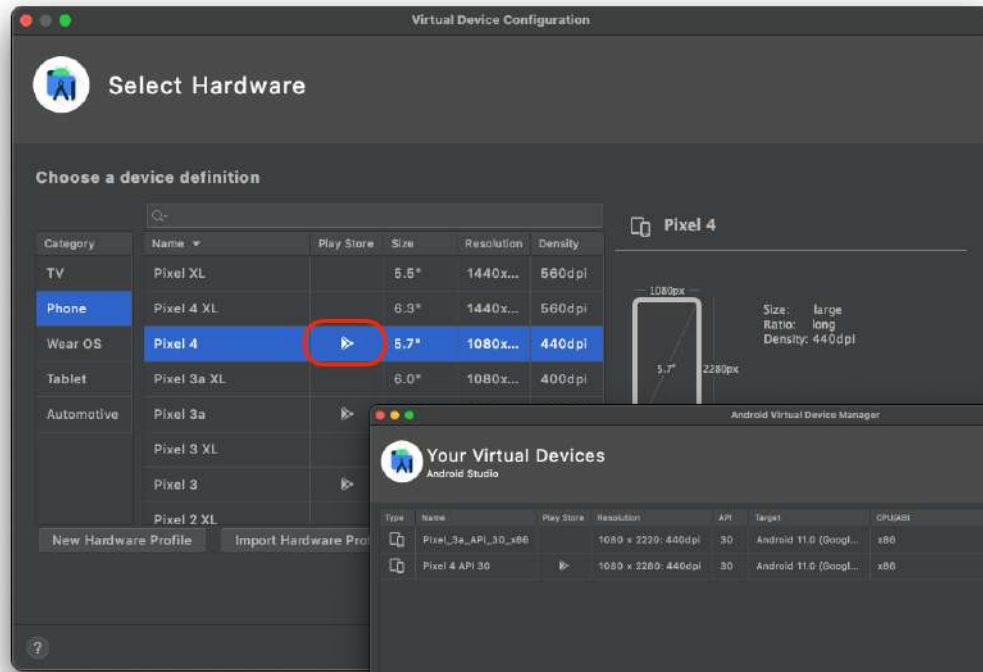 Virtual Device Configuration
Select Hardware
Choose a device definition
Category
TV
Phone
Wear OS
Tablet
Automotive
Name Play Store Size Resolution Density
Pixel XL 5.5" 1440x... 560dpi
Pixel 4 XL 6.3" 1440x... 560dpi
Pixel 4 5.7" 1080x... 440dpi
Pixel 3a XL 6.0" 1080x... 400dpi
Pixel 3a
Pixel 3 XL
Pixel 3
Pixel 2 XL
New Hardware Profile Import Hardware Pro
?
Pixel 4
1080px
5.7"
2280px
Size: large
Ratio: long
Density: 440dpi
Android Virtual Device Manager
Your Virtual Devices
Android Studio
Type Name Play Store Resolution API Target CPU/ABI
Pixel_3a_API_30_x86 1080 x 2220: 440dpi 30 Android 11.0 (Googl... x86
Pixel 4 API 30 1080 x 2280: 440dpi 30 Android 11.0 (Googl... x86